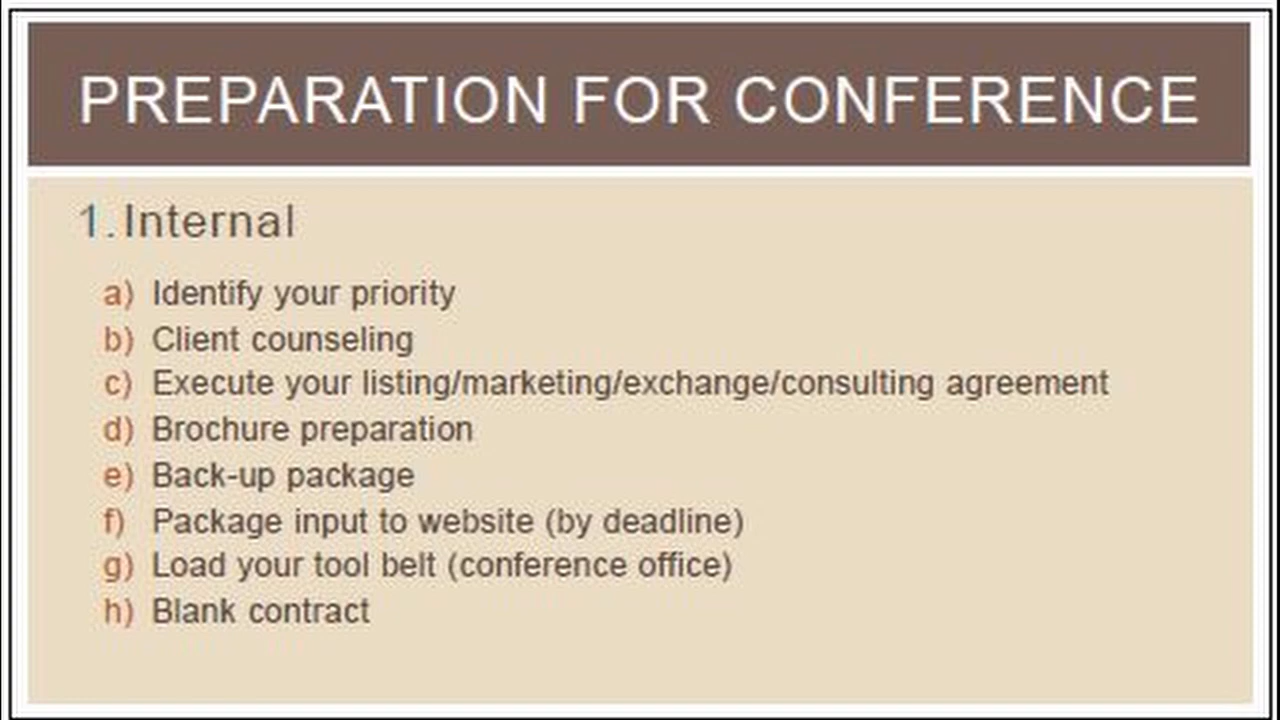 PREPARATION FOR CONFERENCE
1. Internal
a) Identify your priority
b) Client counseling
c) Execute your listing/marketing/exchange/consulting agreement
d) Brochure preparation
e) Back-up package
f) Package input to website (by deadline)
g) Load your tool belt (conference office)
h) Blank contract